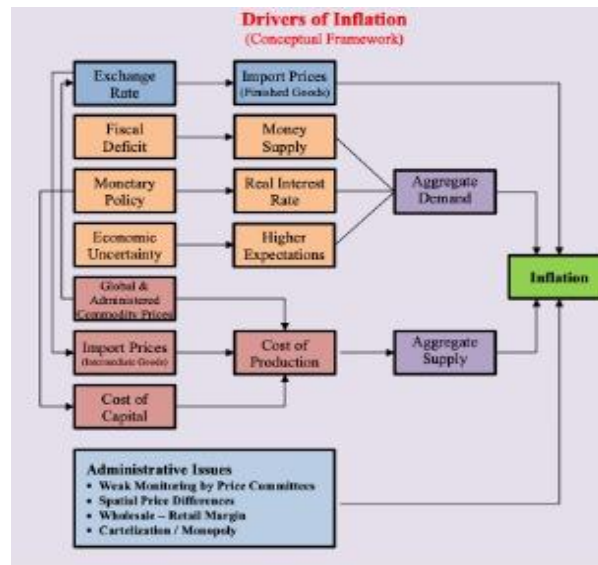 Drivers of Inflation
(Conceptual Framework)
Exchange
Rate
Import Prices
(Finished Goods)
Fiscal
Deficit
Money
Supply
Monetary
Policy
Real Interest
Rate
Aggregate
Demand
Economic
Uncertainty
Higher
Expectations
Inflation
Global &
Administered
Commodity Prices
Import Prices
(Intermediate Goods)
Cost of
Production
Aggregate
Supply
Cost of
Capital
Administrative Issues
• Weak Monitoring by Price Committees
• Spatial Price Differences
• Wholesale – Retail Margin
• Cartelization / Monopoly